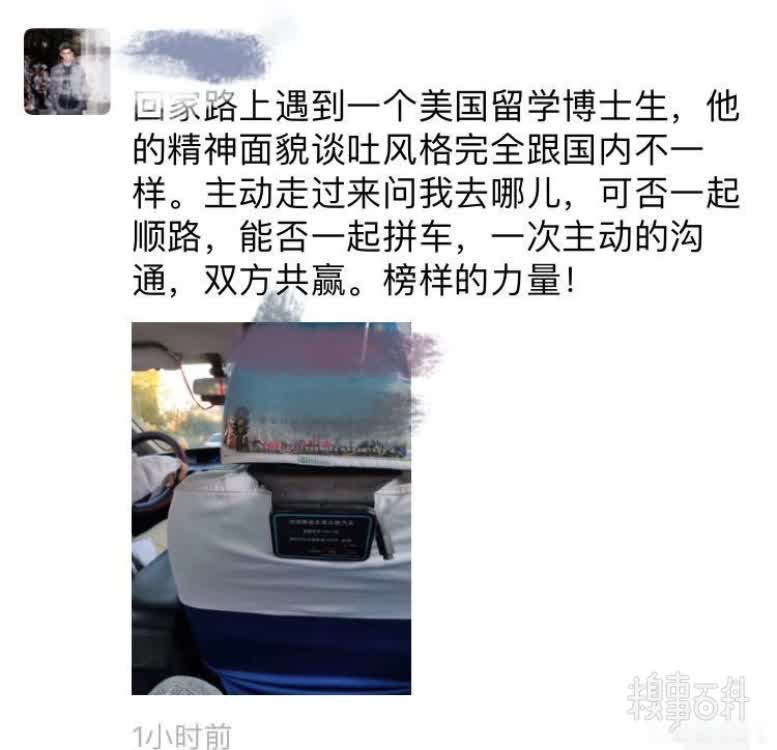 回家路上遇到一个美国留学博士生，他
的精神面貌谈吐风格完全跟国内不一
样。主动走过来问我去哪儿，可否一起
顺路，能否一起拼车，一次主动的沟
通，双方共赢。榜样的力量！
1小时前
糗事百科